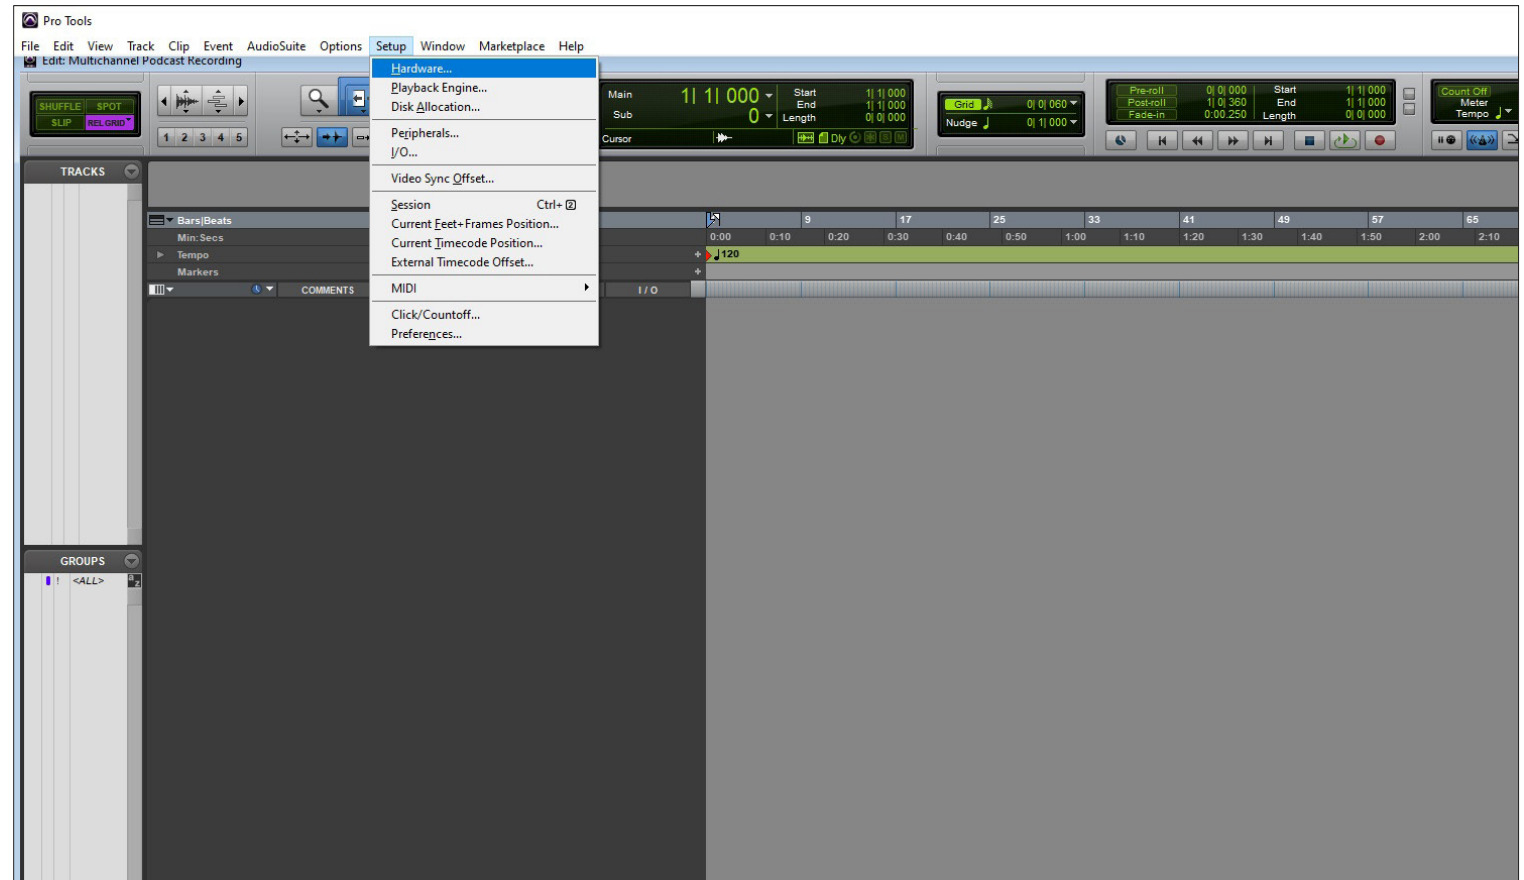 Pro Tools
File Edit View Track Clip Event AudioSuite Options Setup Window Marketplace Help
Edit: Multichannel Podcast Recording
Hardware...
Playback Engine...
Disk Allocation...
Peripherals...
I/O...
Video Sync Offset...
Session Ctrl+ 2
Current Feet+Frames Position...
Current Timecode Position...
External Timecode Offset...
MIDI
Click/Countoff...
Preferences...
SHUFFLE SPOT
SLIP REL GRID
1 2 3 4 5
Main 1| 1| 000
Sub 0
Start 1| 1| 000
End 1| 1| 000
Length 0| 0| 000
Cursor
Dly S M
Grid 0| 0| 060
Nudge 0| 1| 000
Pre-roll 0| 0| 000
Post-roll 1| 0| 360
Fade-in 0:00.250
Start 1| 1| 000
End 1| 1| 000
Length 0| 0| 000
Count Off
Meter
Tempo
TRACKS
Bars|Beats 9 17 25 33 41 49 57 65
Min:Secs 0:00 0:10 0:20 0:30 0:40 0:50 1:00 1:10 1:20 1:30 1:40 1:50 2:00 2:10
Tempo + 120
Markers +
COMMENTS I / O
GROUPS
! <ALL> a z